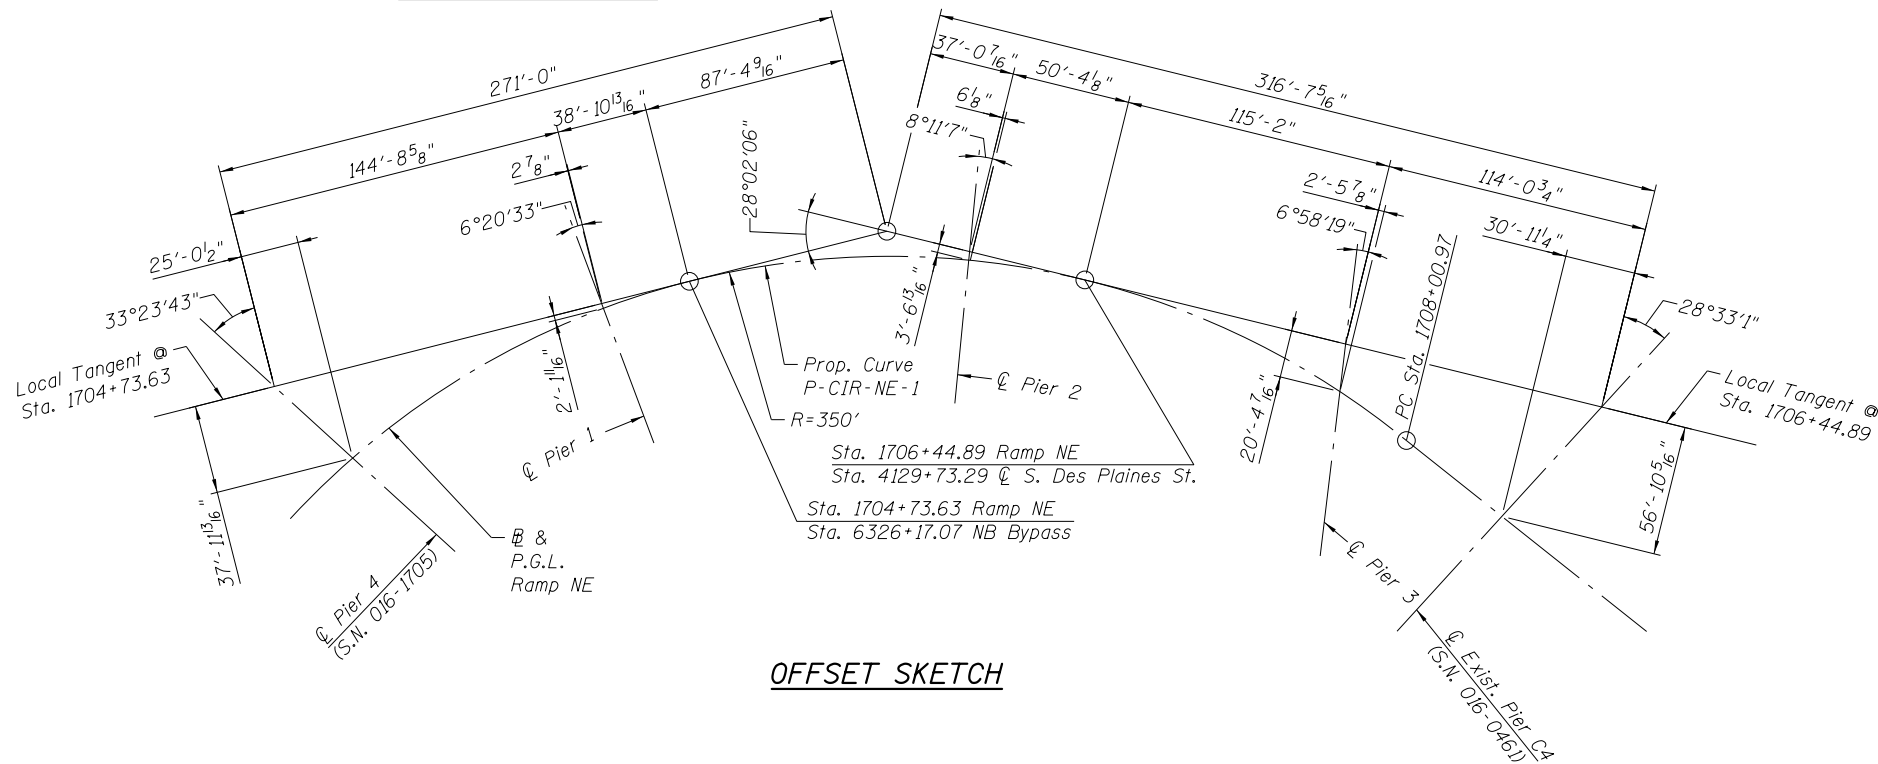 271'-0"
144'-8 5/8"
38'-10 13/16"
87'-4 9/16"
2 7/8"
6°20'33"
25'-0 1/2"
33°23'43"
28°02'06"
37'-0 7/16"
50'-4 1/8"
316'-7 5/16"
6 1/8"
8°11'7"
115'-2"
114'-0 3/4"
2'-5 7/8"
6°58'19"
30'-11 1/4"
28°33'1"
Local Tangent @
Sta. 1704+73.63
37'-11 13/16"
2'-1 11/16"
3'-6 13/16"
20'-4 7/16"
56'-10 5/16"
PC Sta. 1708+00.97
Local Tangent @
Sta. 1706+44.89
Prop. Curve
P-CIR-NE-1
R=350'
℄ Pier 1
℄ Pier 2
℄ Pier 3
Sta. 1706+44.89 Ramp NE
Sta. 4129+73.29 ℄ S. Des Plaines St.
Sta. 1704+73.63 Ramp NE
Sta. 6326+17.07 NB Bypass
BL &
P.G.L.
Ramp NE
℄ Pier 4
(S.N. 016-1705)
℄ Exist. Pier C4
(S.N. 016-0461)
OFFSET SKETCH